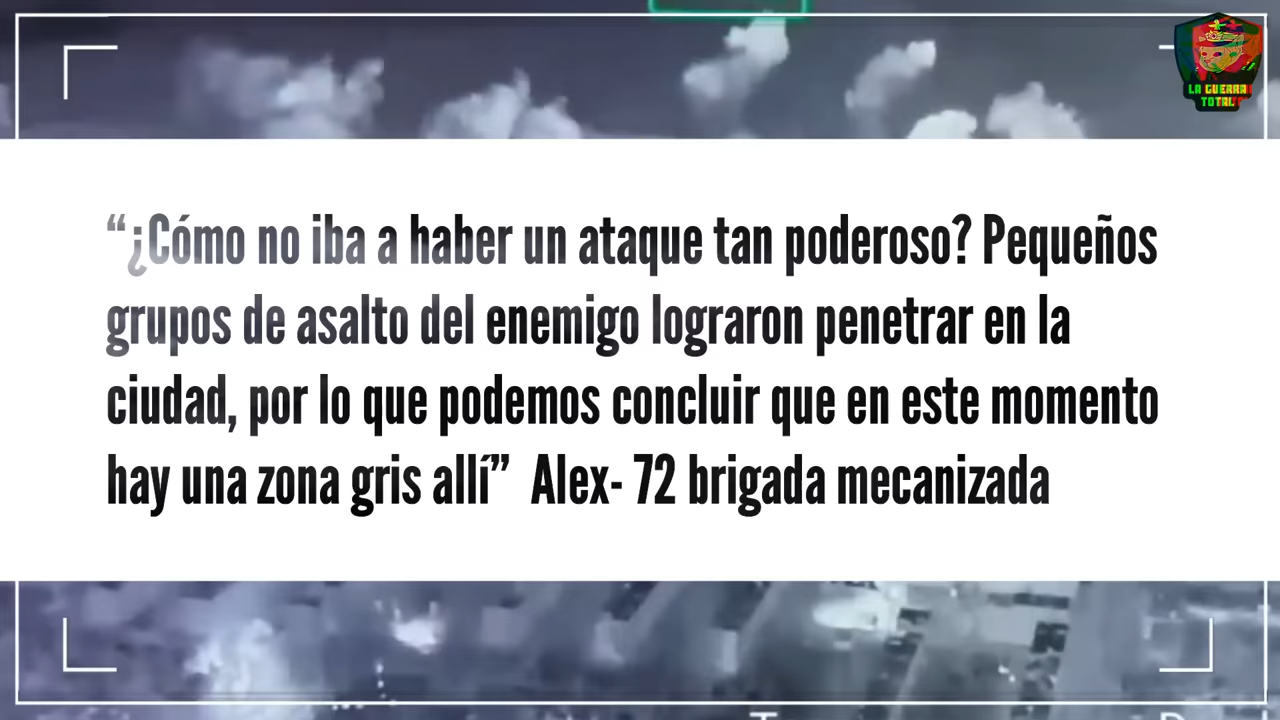 LA GUERRA
TOTAL
“¿Cómo no iba a haber un ataque tan poderoso? Pequeños
grupos de asalto del enemigo lograron penetrar en la
ciudad, por lo que podemos concluir que en este momento
hay una zona gris allí” Alex- 72 brigada mecanizada